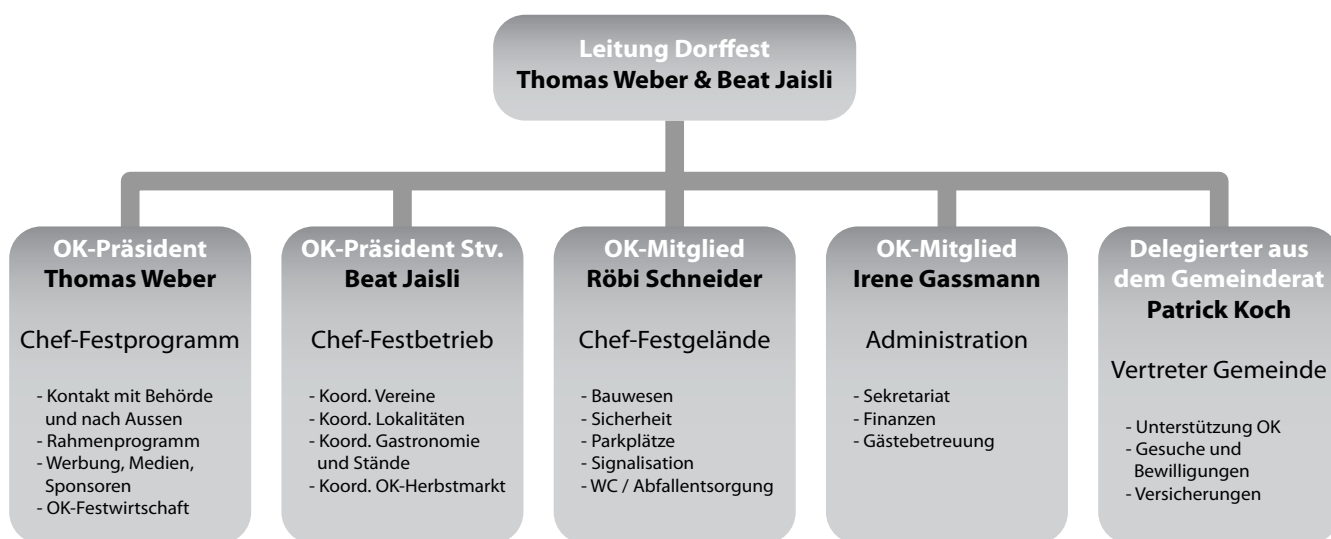 Leitung Dorffest
Thomas Weber & Beat Jaisli
OK-Präsident
Thomas Weber
Chef-Festprogramm
- Kontakt mit Behörde
und nach Aussen
- Rahmenprogramm
- Werbung, Medien,
Sponsoren
- OK-Festwirtschaft
OK-Präsident Stv.
Beat Jaisli
Chef-Festbetrieb
- Koord. Vereine
- Koord. Lokalitäten
- Koord. Gastronomie
und Stände
- Koord. OK-Herbstmarkt
OK-Mitglied
Röbi Schneider
Chef-Festgelände
- Bauwesen
- Sicherheit
- Parkplätze
- Signalisation
- WC / Abfallentsorgung
OK-Mitglied
Irene Gassmann
Administration
- Sekretariat
- Finanzen
- Gästebetreuung
Delegierter aus
dem Gemeinderat
Patrick Koch
Vertreter Gemeinde
- Unterstützung OK
- Gesuche und
Bewilligungen
- Versicherungen